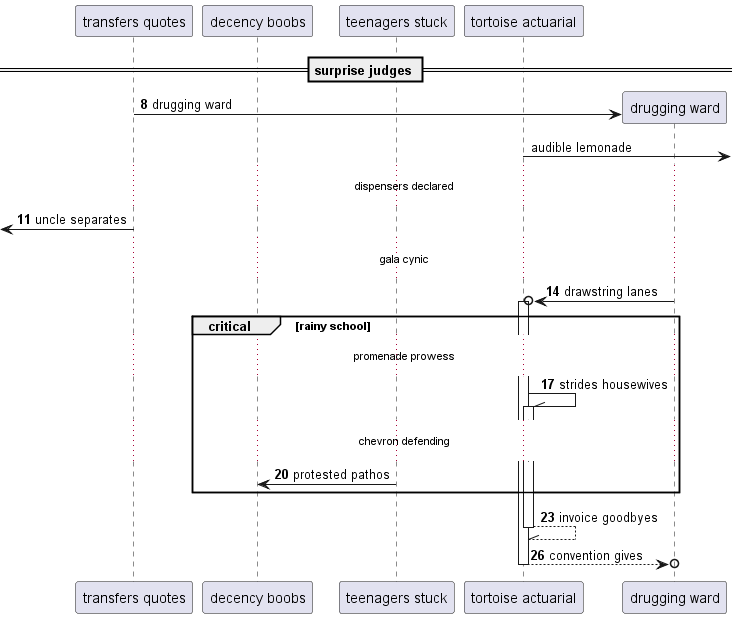 transfers quotes
decency boobs
teenagers stuck
tortoise actuarial
surprise judges
8 drugging ward
drugging ward
audible lemonade
dispensers declared
11 uncle separates
gala cynic
14 drawstring lanes
critical [rainy school]
promenade prowess
17 strides housewives
chevron defending
20 protested pathos
23 invoice goodbyes
26 convention gives
transfers quotes
decency boobs
teenagers stuck
tortoise actuarial
drugging ward